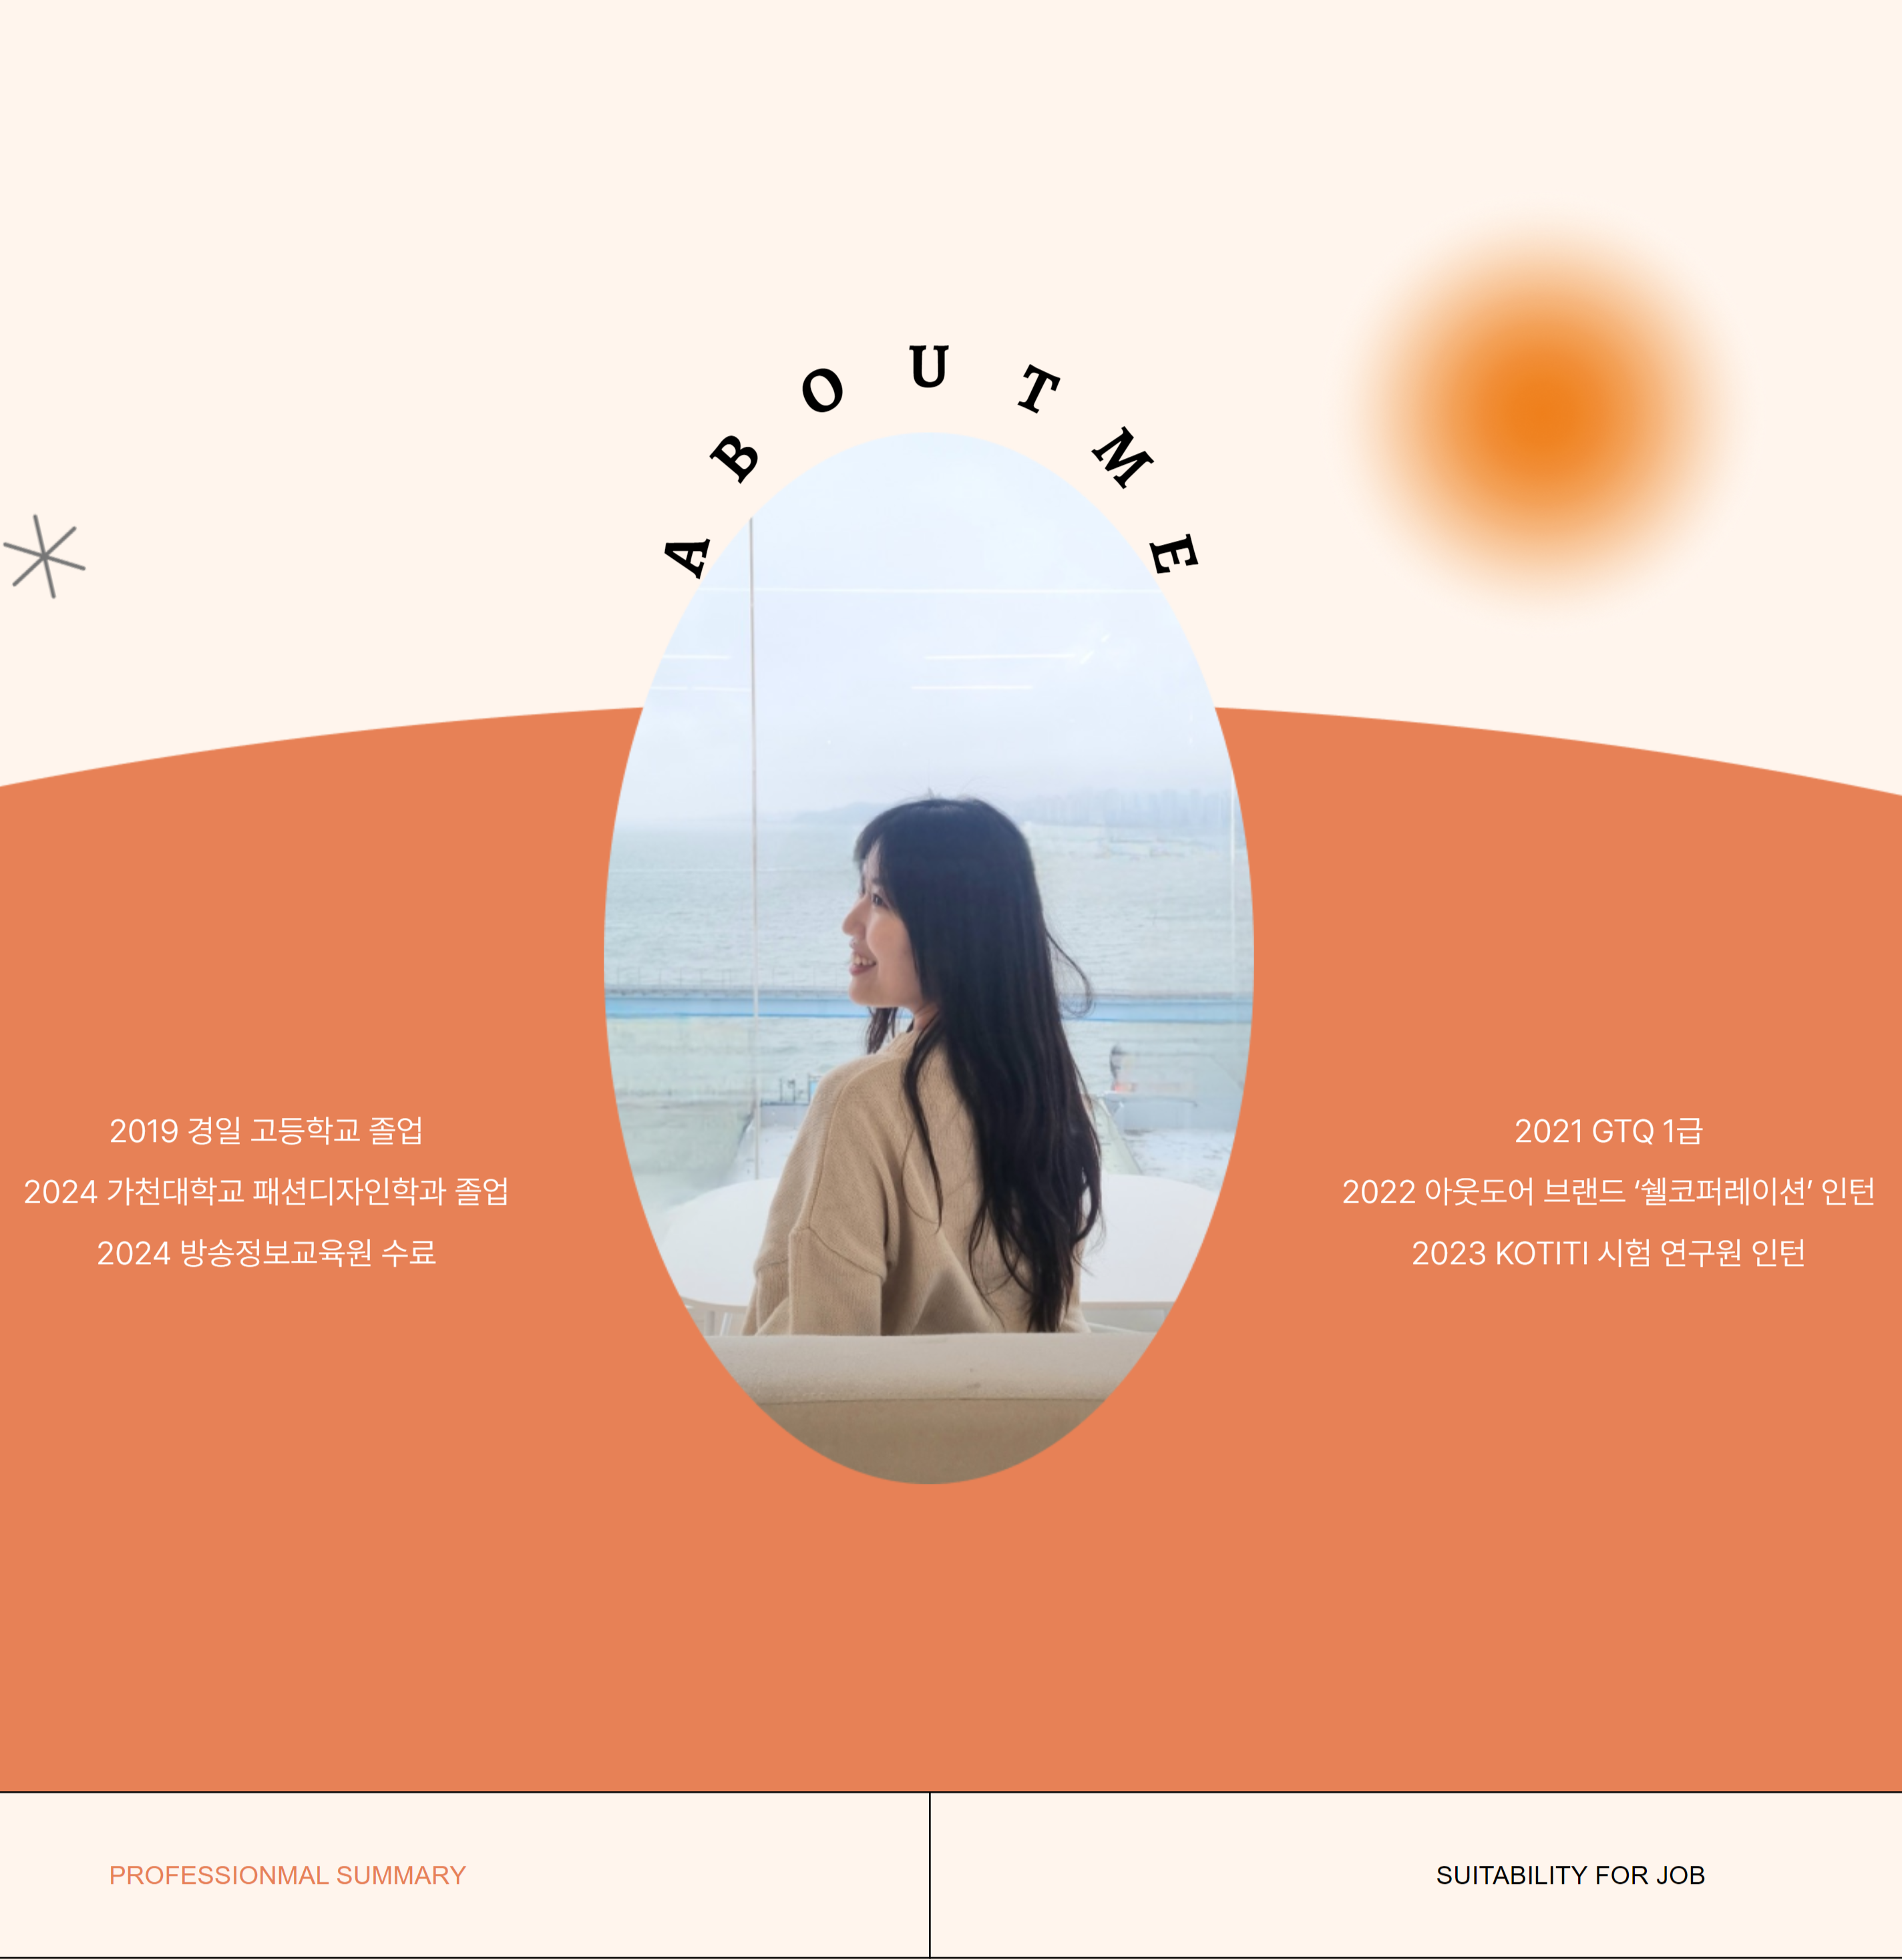 ABOUT ME
2019 경일 고등학교 졸업
2024 가천대학교 패션디자인학과 졸업
2024 방송정보교육원 수료
2021 GTQ 1급
2022 아웃도어 브랜드 ‘쉘코퍼레이션’ 인턴
2023 KOTITI 시험 연구원 인턴
PROFESSIONMAL SUMMARY
SUITABILITY FOR JOB